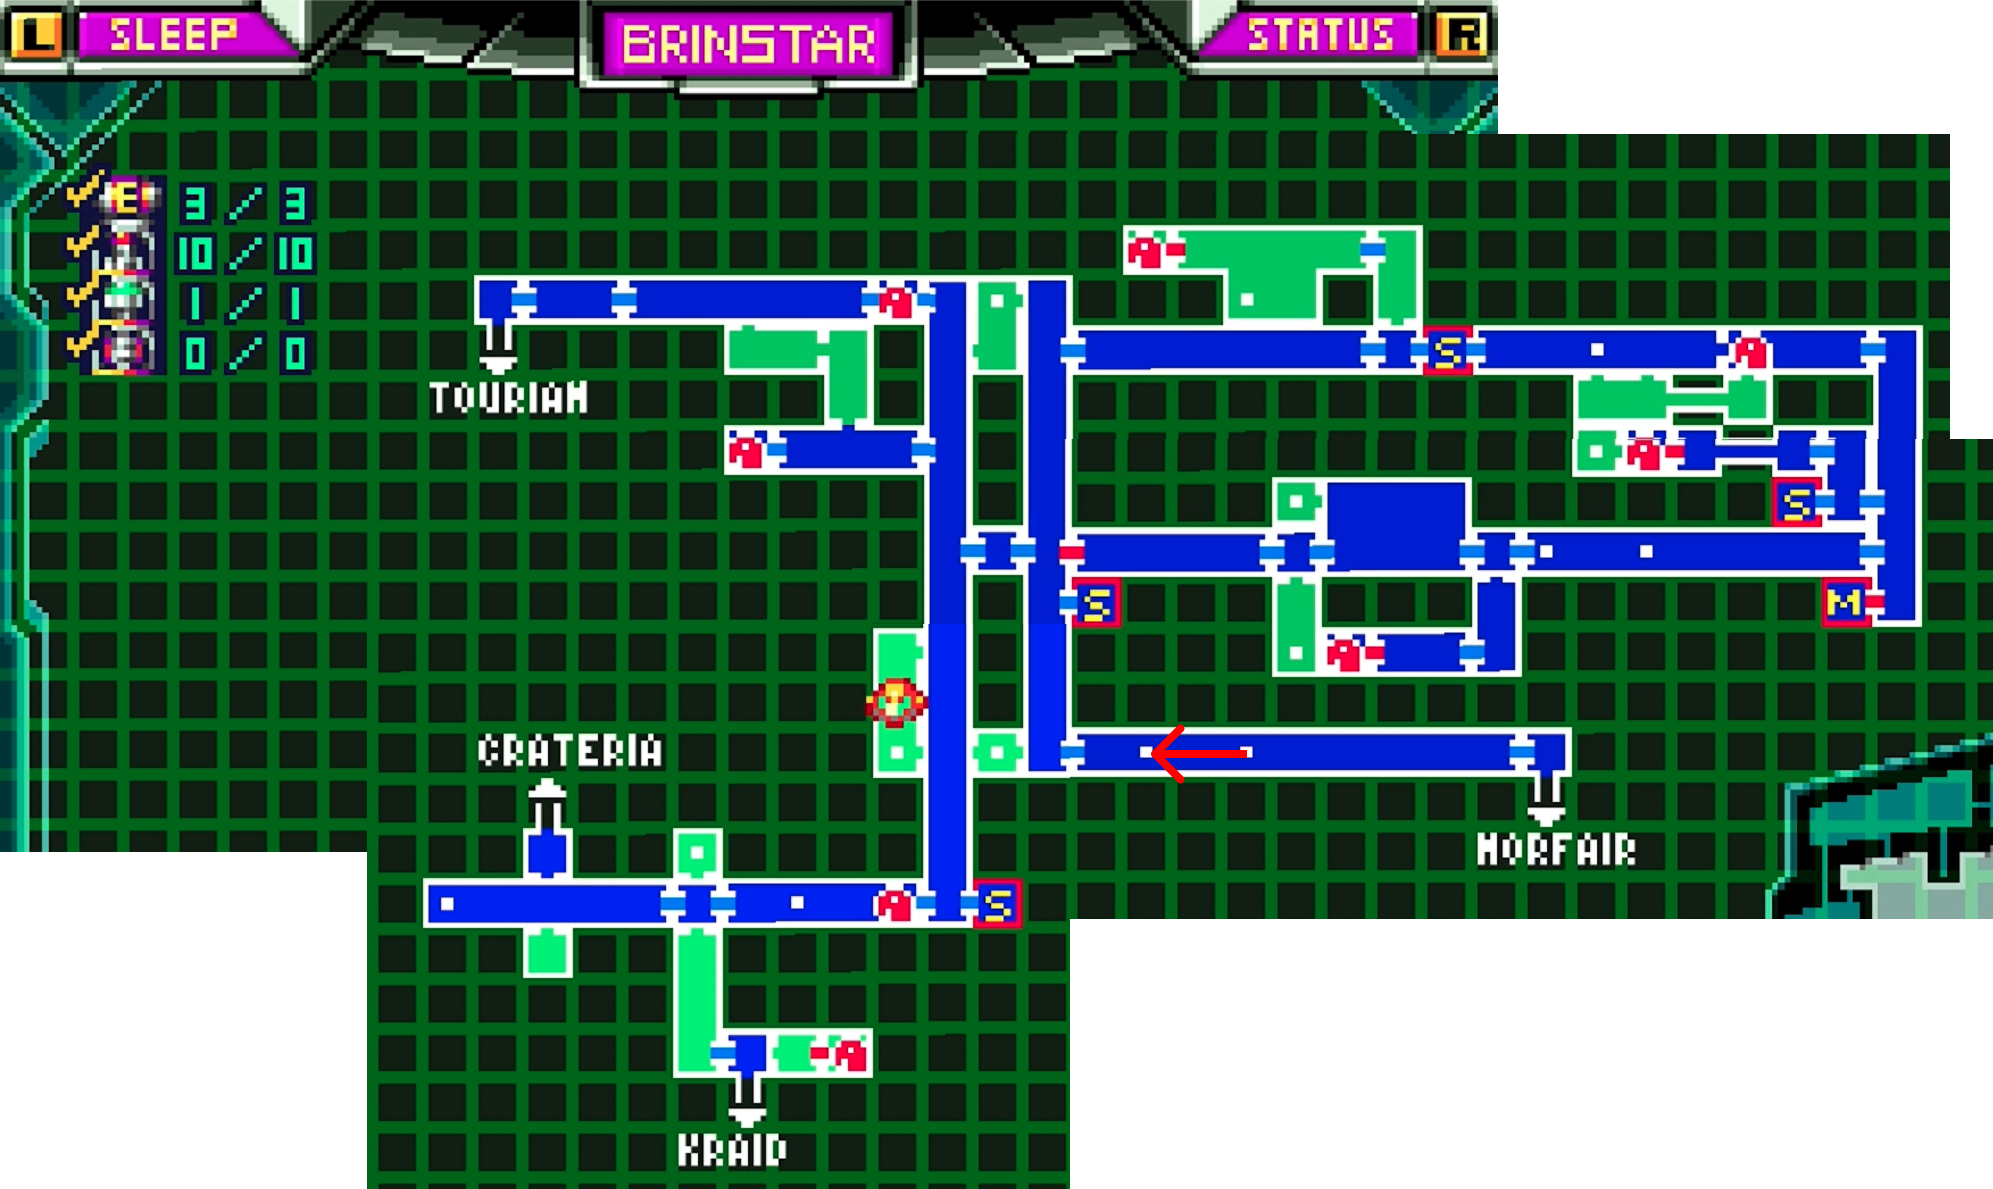 L SLEEP BRINSTAR STATUS R
E 3 / 3
10 / 10
1 / 1
0 / 0
S
TOURIAN
S
S M
CRATERIA
NORFAIR
S
KRAID